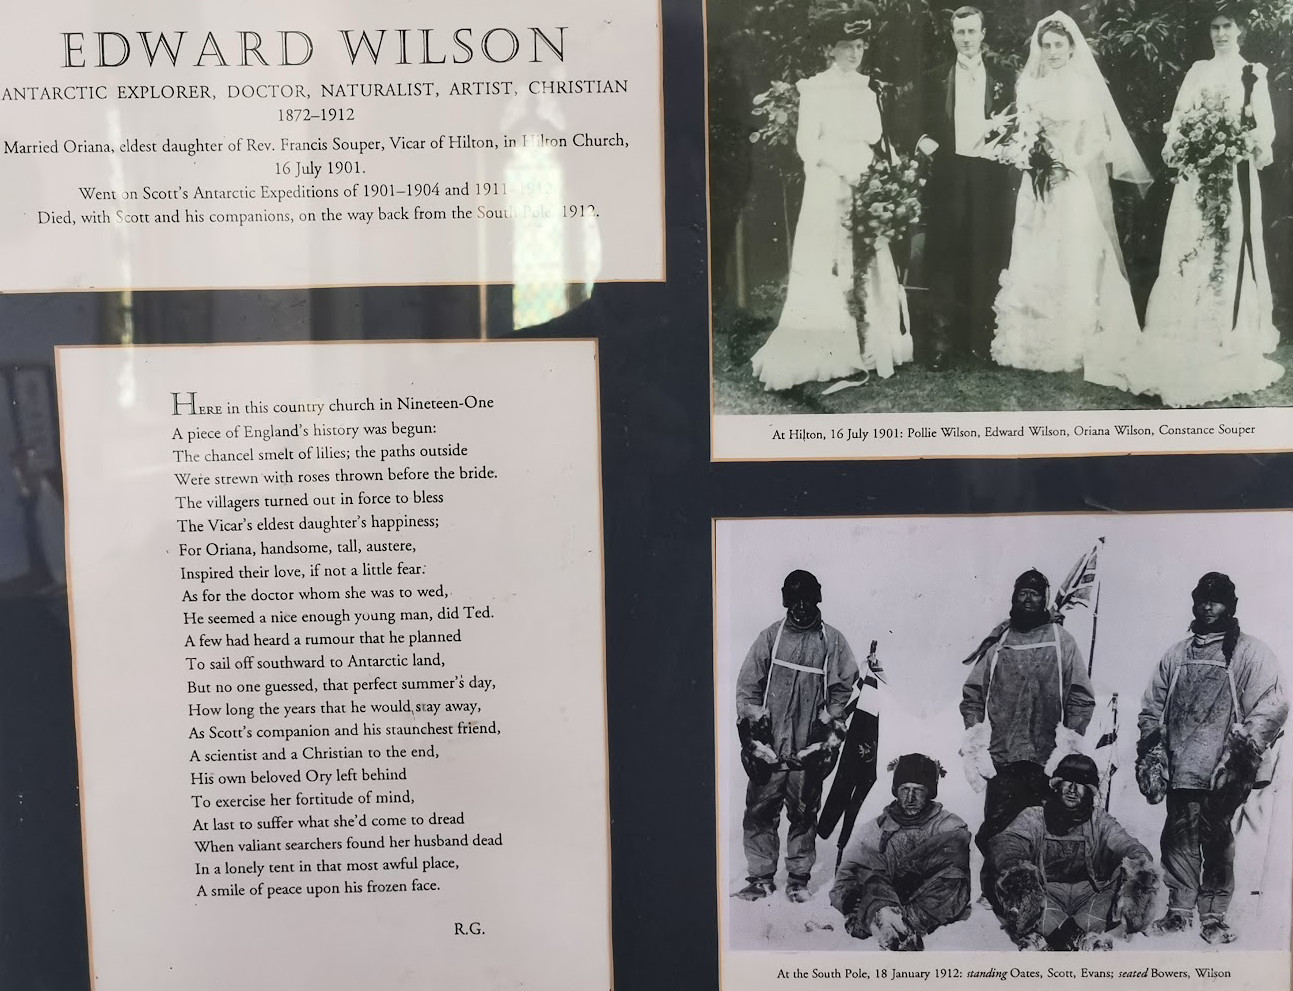 EDWARD WILSON
ANTARCTIC EXPLORER, DOCTOR, NATURALIST, ARTIST, CHRISTIAN
1872–1912
Married Oriana, eldest daughter of Rev. Francis Souper, Vicar of Hilton, in Hilton Church,
16 July 1901.
Went on Scott's Antarctic Expeditions of 1901–1904 and 1911–1912.
Died, with Scott and his companions, on the way back from the South Pole, 1912.
HERE in this country church in Nineteen-One
A piece of England's history was begun:
The chancel smelt of lilies; the paths outside
Were strewn with roses thrown before the bride.
The villagers turned out in force to bless
The Vicar's eldest daughter's happiness;
For Oriana, handsome, tall, austere,
Inspired their love, if not a little fear.
As for the doctor whom she was to wed,
He seemed a nice enough young man, did Ted.
A few had heard a rumour that he planned
To sail off southward to Antarctic land,
But no one guessed, that perfect summer's day,
How long the years that he would stay away,
As Scott's companion and his staunchest friend,
A scientist and a Christian to the end,
His own beloved Ory left behind
To exercise her fortitude of mind,
At last to suffer what she'd come to dread
When valiant searchers found her husband dead
In a lonely tent in that most awful place,
A smile of peace upon his frozen face.
R.G.
At Hilton, 16 July 1901: Pollie Wilson, Edward Wilson, Oriana Wilson, Constance Souper
At the South Pole, 18 January 1912: standing Oates, Scott, Evans; seated Bowers, Wilson